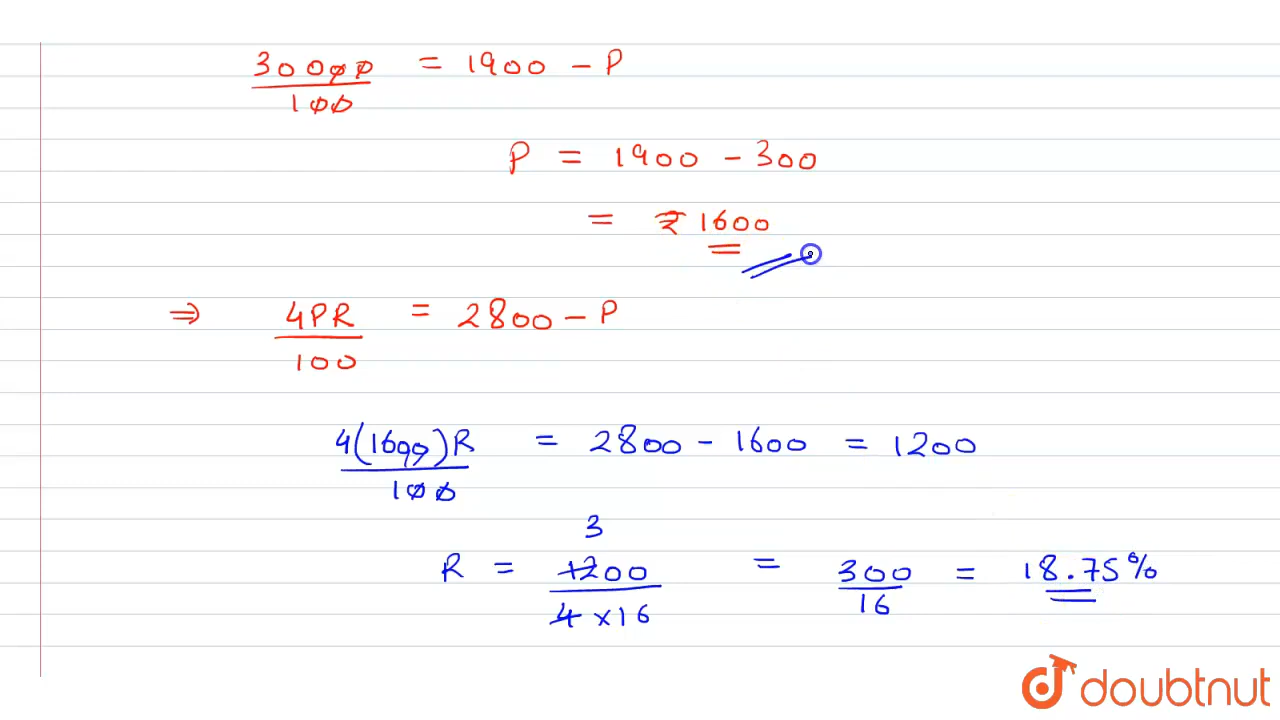 30000/100 = 1900 - P
P = 1900 - 300
= ₹ 1600
⇒ 4PR/100 = 2800 - P
4(1600)R/100 = 2800 - 1600 = 1200
3
R = 1200/4×16 = 300/16 = 18.75%
doubtnut